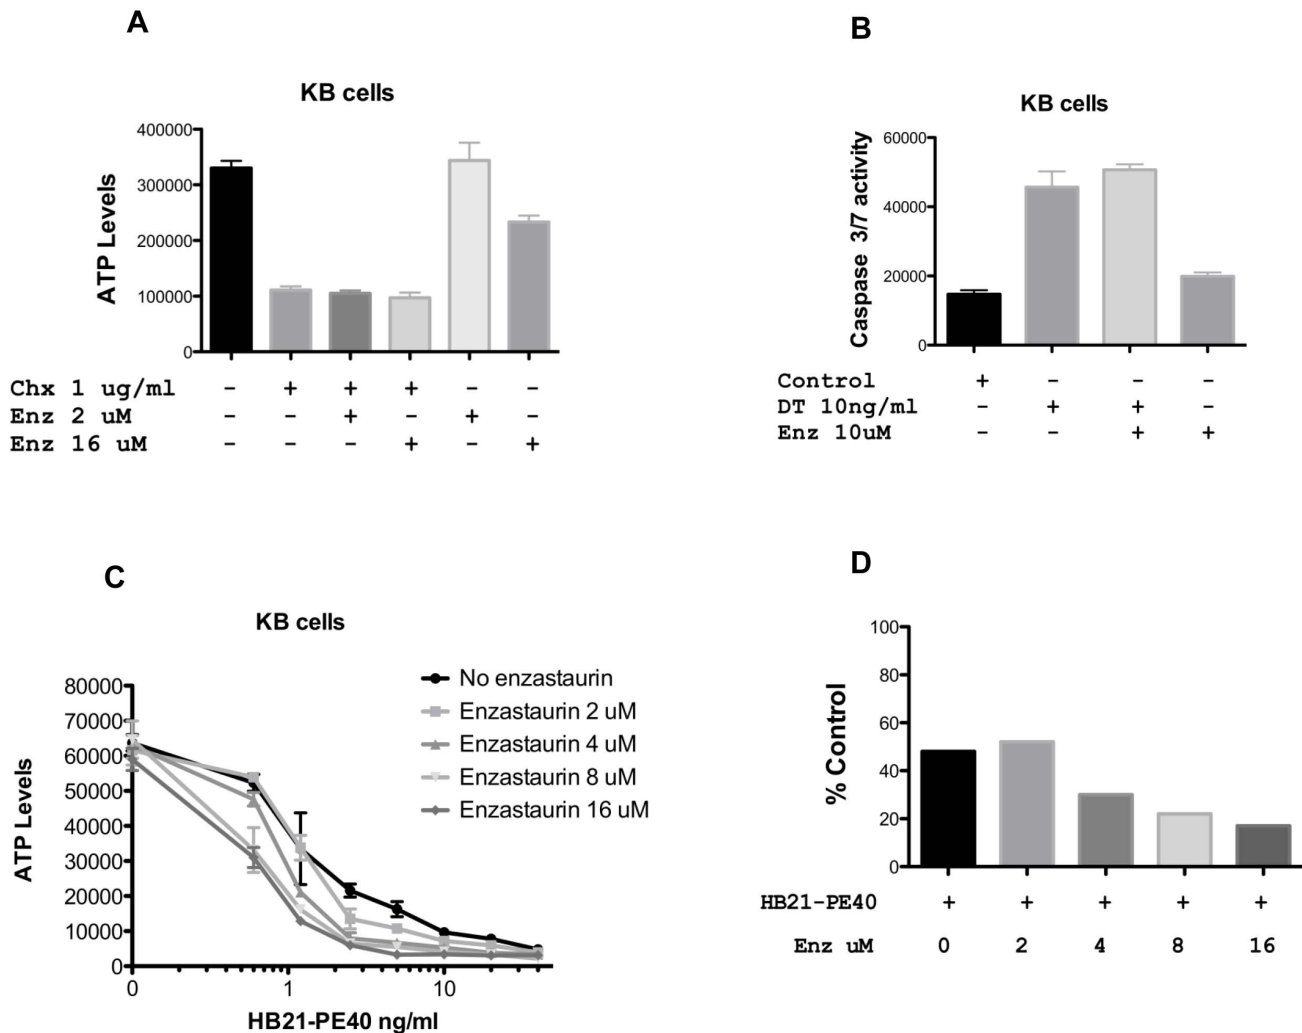 A
KB cells
ATP Levels
400000
300000
200000
100000
0
Chx 1 ug/ml - + + + - -
Enz 2 uM - - + - + -
Enz 16 uM - - - + - +
B
KB cells
Caspase 3/7 activity
60000
40000
20000
0
Control + - - -
DT 10ng/ml - + + -
Enz 10uM - - + +
C
KB cells
ATP Levels
80000
70000
60000
50000
40000
30000
20000
10000
0
0 1 10
HB21-PE40 ng/ml
No enzastaurin
Enzastaurin 2 uM
Enzastaurin 4 uM
Enzastaurin 8 uM
Enzastaurin 16 uM
D
% Control
100
80
60
40
20
0
HB21-PE40 + + + + +
Enz uM 0 2 4 8 16